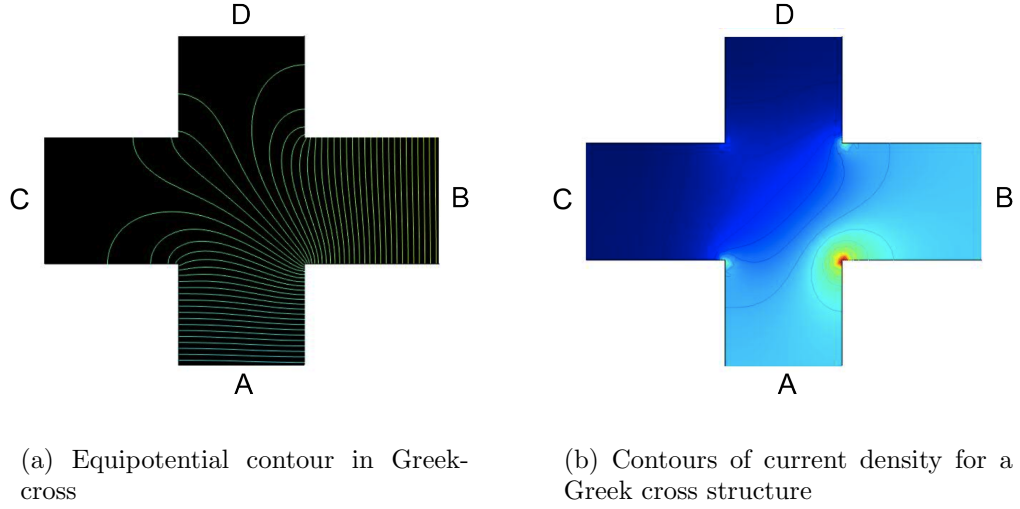 D D
C B C B
A A
(a) Equipotential contour in Greek-
cross
(b) Contours of current density for a
Greek cross structure